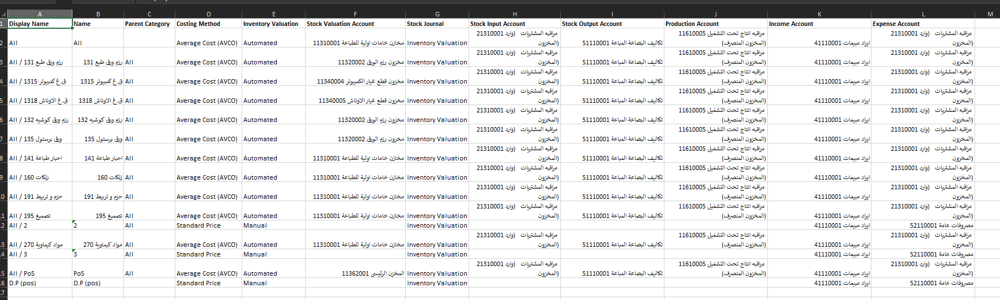 A B C D E F G H I J K L M
1 Display Name Name Parent Category Costing Method Inventory Valuation Stock Valuation Account Stock Journal Stock Input Account Stock Output Account Production Account Income Account Expense Account
21310001 مراقبه المشتريات (وارد 11610005 مراقبه انتاج تحت التشغيل 21310001 مراقبه المشتريات (وارد
2 All All Average Cost (AVCO) Automated 11310001 مخازن خامات اولية للطباعة Inventory Valuation المخزون) 51110001 تكاليف البضاعة المباعة (المخزون المنصرف) 41110001 ايراد مبيعات المخزون)
21310001 مراقبه المشتريات (وارد 11610005 مراقبه انتاج تحت التشغيل 21310001 مراقبه المشتريات (وارد
3 All / 131 رزم ورق طبع 131 رزم ورق طبع All Average Cost (AVCO) Automated 11320002 مخزون رزم الورق Inventory Valuation المخزون) 51110001 تكاليف البضاعة المباعة (المخزون المنصرف) 41110001 ايراد مبيعات المخزون)
21310001 مراقبه المشتريات (وارد 11610005 مراقبه انتاج تحت التشغيل 21310001 مراقبه المشتريات (وارد
4 All / 1315 ق.غ كمبيوتر 1315 ق.غ كمبيوتر All Average Cost (AVCO) Automated 11340004 مخزون قطع غيار الكمبيوتر Inventory Valuation المخزون) 51110001 تكاليف البضاعة المباعة (المخزون المنصرف) 41110001 ايراد مبيعات المخزون)
21310001 مراقبه المشتريات (وارد 11610005 مراقبه انتاج تحت التشغيل 21310001 مراقبه المشتريات (وارد
5 All / 1318 ق.غ الاوناش 1318 ق.غ الاوناش All Average Cost (AVCO) Automated 11340005 مخزون قطع غيار الاوناش Inventory Valuation المخزون) 51110001 تكاليف البضاعة المباعة (المخزون المنصرف) 41110001 ايراد مبيعات المخزون)
21310001 مراقبه المشتريات (وارد 11610005 مراقبه انتاج تحت التشغيل 21310001 مراقبه المشتريات (وارد
6 All / 132 رزم ورق كوشيه 132 رزم ورق كوشيه All Average Cost (AVCO) Automated 11320002 مخزون رزم الورق Inventory Valuation المخزون) 51110001 تكاليف البضاعة المباعة (المخزون المنصرف) 41110001 ايراد مبيعات المخزون)
21310001 مراقبه المشتريات (وارد 11610005 مراقبه انتاج تحت التشغيل 21310001 مراقبه المشتريات (وارد
7 All / 135 ورق برستول 135 ورق برستول All Average Cost (AVCO) Automated 11320002 مخزون رزم الورق Inventory Valuation المخزون) 51110001 تكاليف البضاعة المباعة (المخزون المنصرف) 41110001 ايراد مبيعات المخزون)
21310001 مراقبه المشتريات (وارد 11610005 مراقبه انتاج تحت التشغيل 21310001 مراقبه المشتريات (وارد
8 All / 141 احبار طباعة 141 احبار طباعة All Average Cost (AVCO) Automated 11310001 مخازن خامات اولية للطباعة Inventory Valuation المخزون) 51110001 تكاليف البضاعة المباعة (المخزون المنصرف) 41110001 ايراد مبيعات المخزون)
21310001 مراقبه المشتريات (وارد 11610005 مراقبه انتاج تحت التشغيل 21310001 مراقبه المشتريات (وارد
9 All / 160 زنكات 160 زنكات All Average Cost (AVCO) Automated 11310001 مخازن خامات اولية للطباعة Inventory Valuation المخزون) 51110001 تكاليف البضاعة المباعة (المخزون المنصرف) 41110001 ايراد مبيعات المخزون)
21310001 مراقبه المشتريات (وارد 11610005 مراقبه انتاج تحت التشغيل 21310001 مراقبه المشتريات (وارد
0 All / 191 حزم و تربيط 191 حزم و تربيط All Average Cost (AVCO) Automated 11310001 مخازن خامات اولية للطباعة Inventory Valuation المخزون) 51110001 تكاليف البضاعة المباعة (المخزون المنصرف) 41110001 ايراد مبيعات المخزون)
21310001 مراقبه المشتريات (وارد 11610005 مراقبه انتاج تحت التشغيل 21310001 مراقبه المشتريات (وارد
1 All / 195 تصميغ 195 تصميغ All Average Cost (AVCO) Automated 11310001 مخازن خامات اولية للطباعة Inventory Valuation المخزون) 51110001 تكاليف البضاعة المباعة (المخزون المنصرف) 41110001 ايراد مبيعات المخزون)
2 All / 2 2 All Standard Price Manual Inventory Valuation 41110001 ايراد مبيعات 52110001 مصروفات عامة
21310001 مراقبه المشتريات (وارد 11610005 مراقبه انتاج تحت التشغيل 21310001 مراقبه المشتريات (وارد
3 All / 270 مواد كيماوية 270 مواد كيماوية All Average Cost (AVCO) Automated 11310001 مخازن خامات اولية للطباعة Inventory Valuation المخزون) 51110001 تكاليف البضاعة المباعة (المخزون المنصرف) 41110001 ايراد مبيعات المخزون)
4 All / 3 3 All Standard Price Manual Inventory Valuation 41110001 ايراد مبيعات 52110001 مصروفات عامة
21310001 مراقبه المشتريات (وارد 11610005 مراقبه انتاج تحت التشغيل 21310001 مراقبه المشتريات (وارد
5 All / PoS PoS All Average Cost (AVCO) Automated 11362001 المخزن الرئيسى Inventory Valuation المخزون) 51110001 تكاليف البضاعة المباعة (المخزون المنصرف) 41110001 ايراد مبيعات المخزون)
6 D.P (pos) D.P (pos) Standard Price Manual Inventory Valuation 41110001 ايراد مبيعات 52110001 مصروفات عامة
7